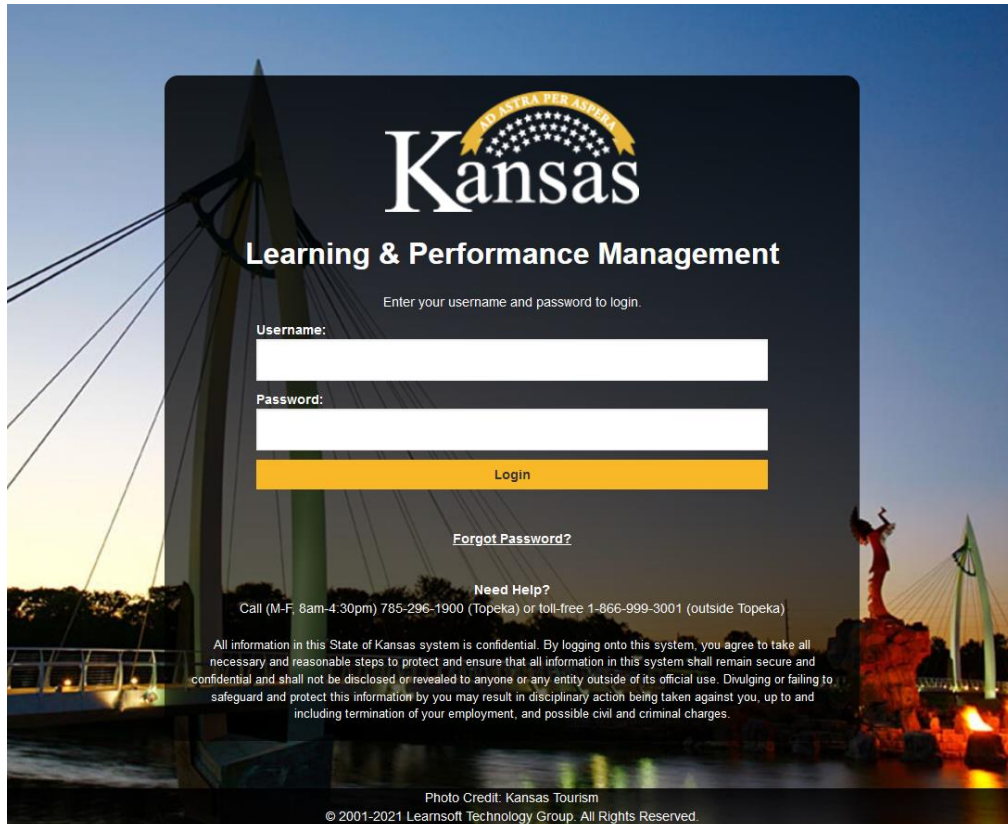 AD ASTRA PER ASPERA
Kansas
Learning & Performance Management
Enter your username and password to login.
Username:
Password:
Login
Forgot Password?
Need Help?
Call (M-F, 8am-4:30pm) 785-296-1900 (Topeka) or toll-free 1-866-999-3001 (outside Topeka)
All information in this State of Kansas system is confidential. By logging onto this system, you agree to take all
necessary and reasonable steps to protect and ensure that all information in this system shall remain secure and
confidential and shall not be disclosed or revealed to anyone or any entity outside of its official use. Divulging or failing to
safeguard and protect this information by you may result in disciplinary action being taken against you, up to and
including termination of your employment, and possible civil and criminal charges.
Photo Credit: Kansas Tourism
© 2001-2021 Learnsoft Technology Group. All Rights Reserved.